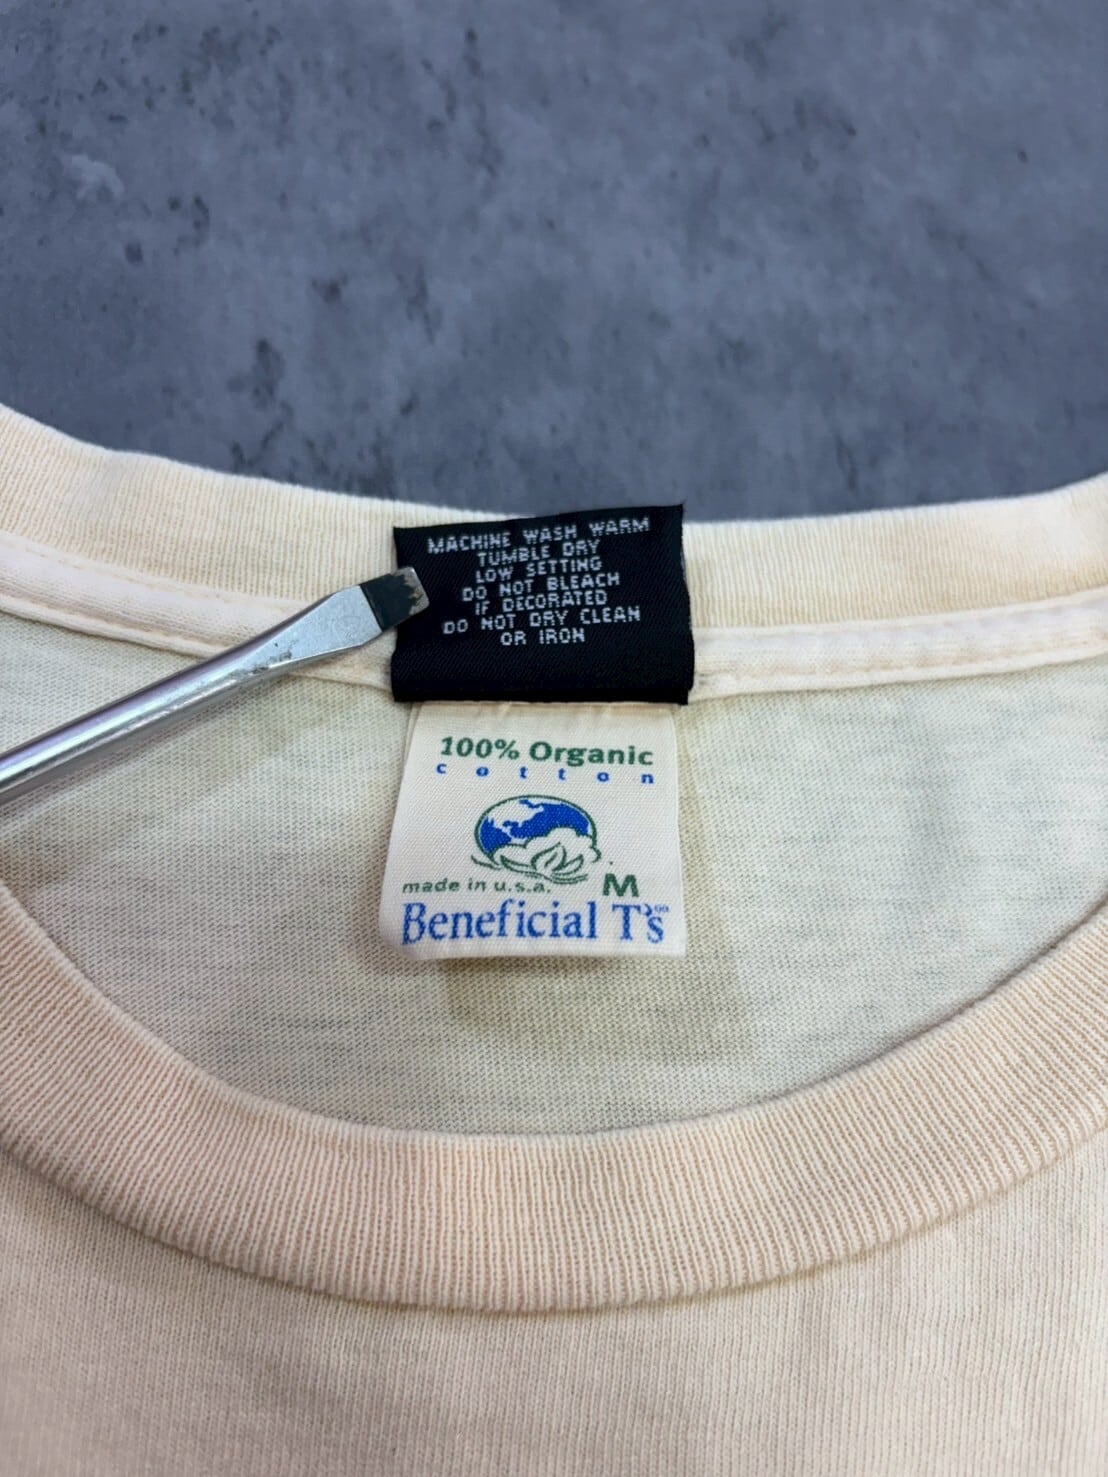 MACHINE WASH WARM
TUMBLE DRY
LOW SETTING
DO NOT BLEACH
IF DECORATED
DO NOT DRY CLEAN
OR IRON
100% Organic
cotton
made in u.s.a. M
Beneficial T's